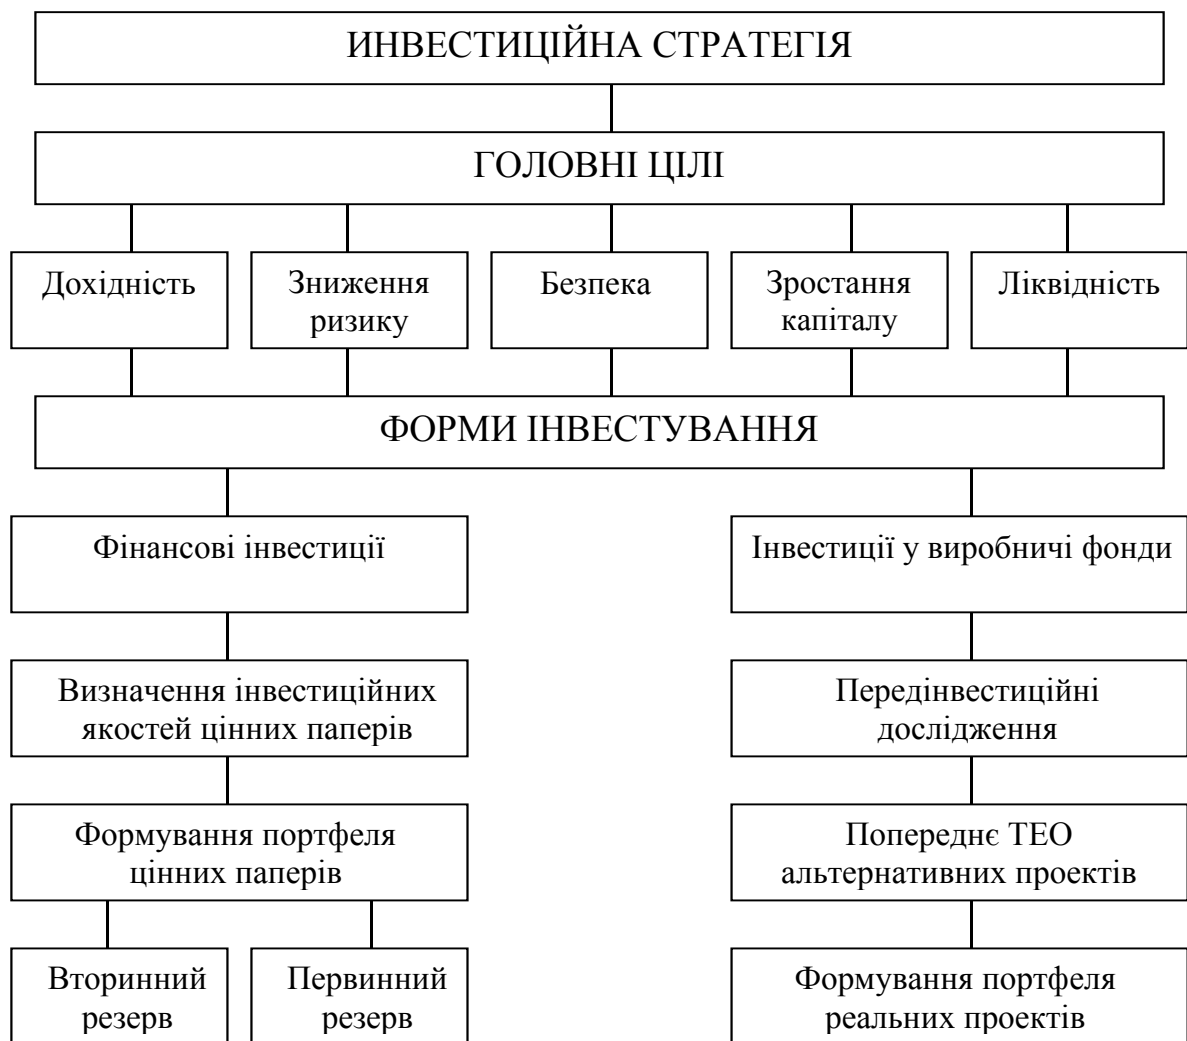 ИНВЕСТИЦІЙНА СТРАТЕГІЯ
ГОЛОВНІ ЦІЛІ
Дохідність
Зниження
ризику
Безпека
Зростання
капіталу
Ліквідність
ФОРМИ ІНВЕСТУВАННЯ
Фінансові інвестиції
Інвестиції у виробничі фонди
Визначення інвестиційних
якостей цінних паперів
Передінвестиційні
дослідження
Формування портфеля
цінних паперів
Попереднє ТЕО
альтернативних проектів
Вторинний
резерв
Первинний
резерв
Формування портфеля
реальних проектів